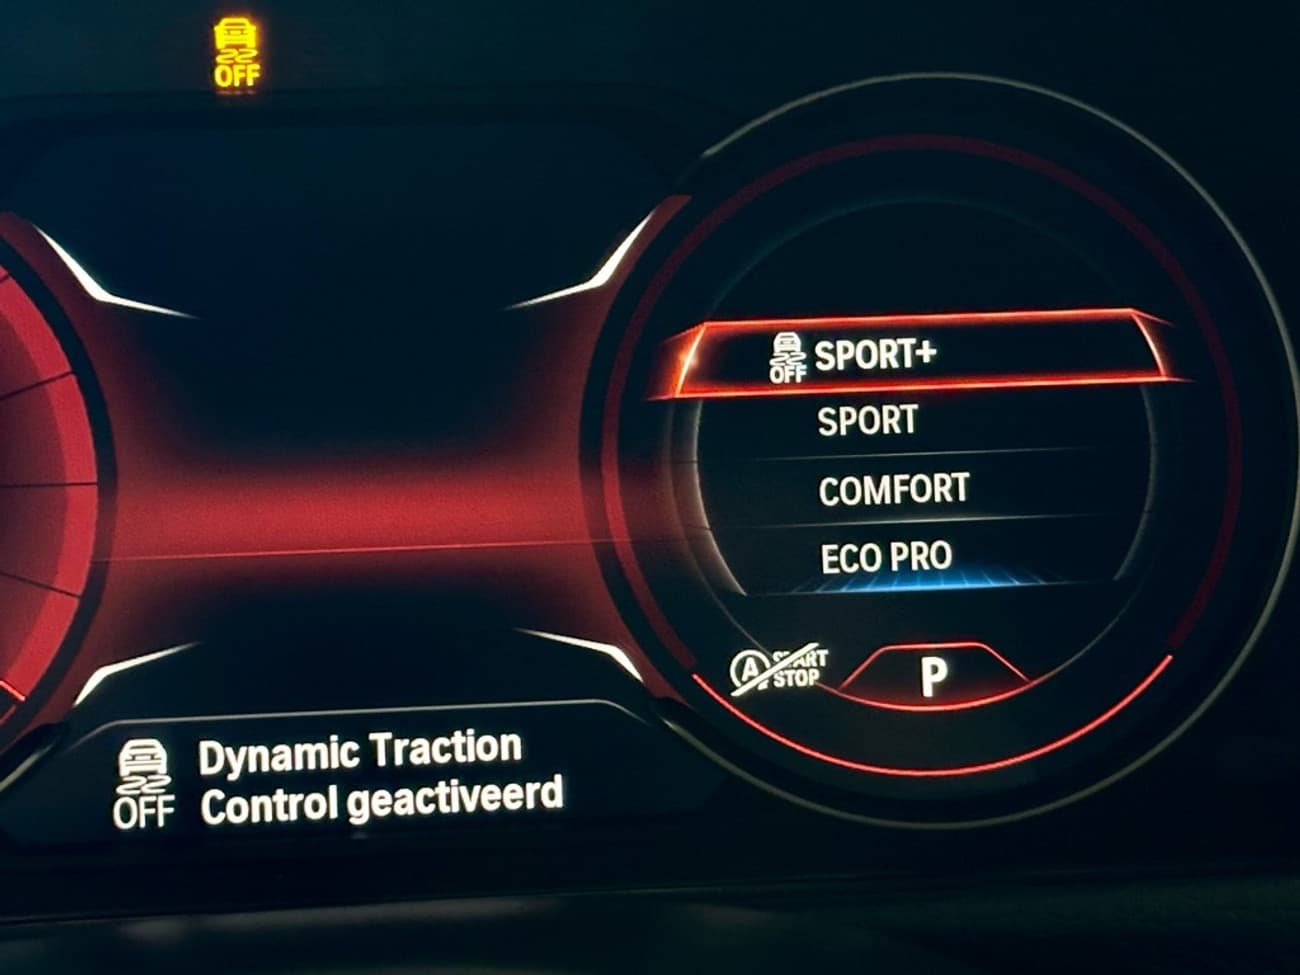 OFF
OFF SPORT+
SPORT
COMFORT
ECO PRO
A START
STOP
P
Dynamic Traction
OFF Control geactiveerd